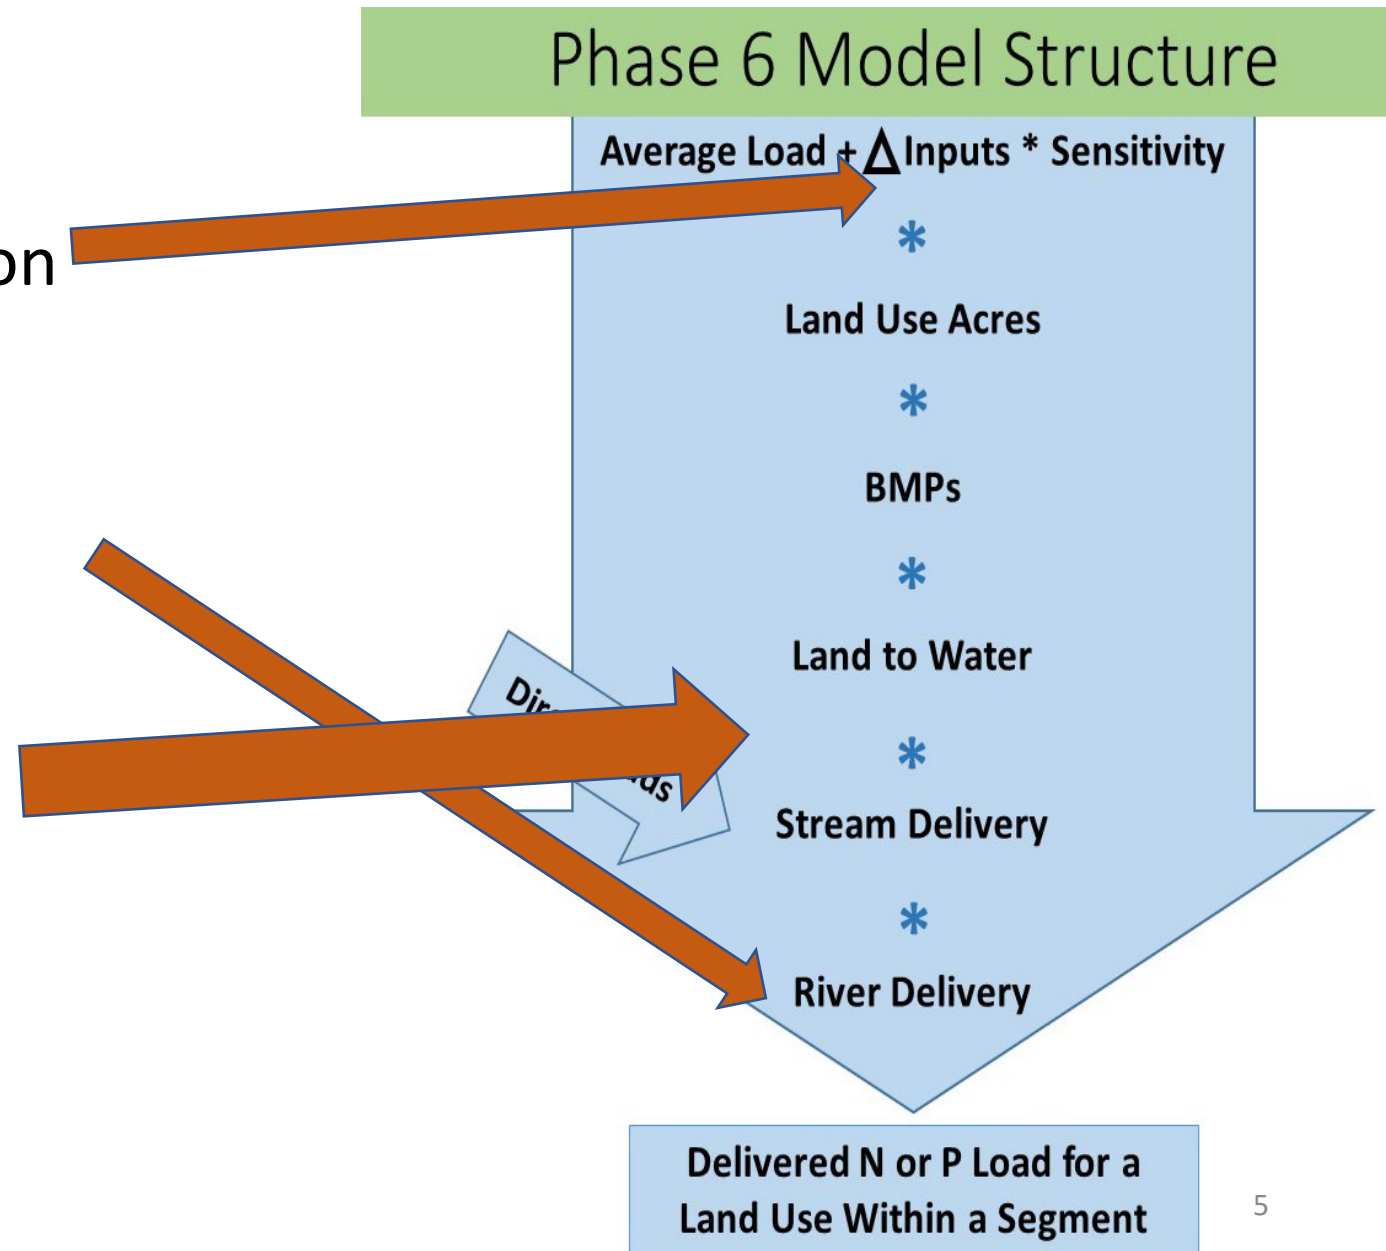 Phase 6 Model Structure
Average Load + Δ Inputs * Sensitivity
*
on
Land Use Acres
*
BMPs
*
Land to Water
*
Stream Delivery
*
River Delivery
Delivered N or P Load for a
Land Use Within a Segment
5